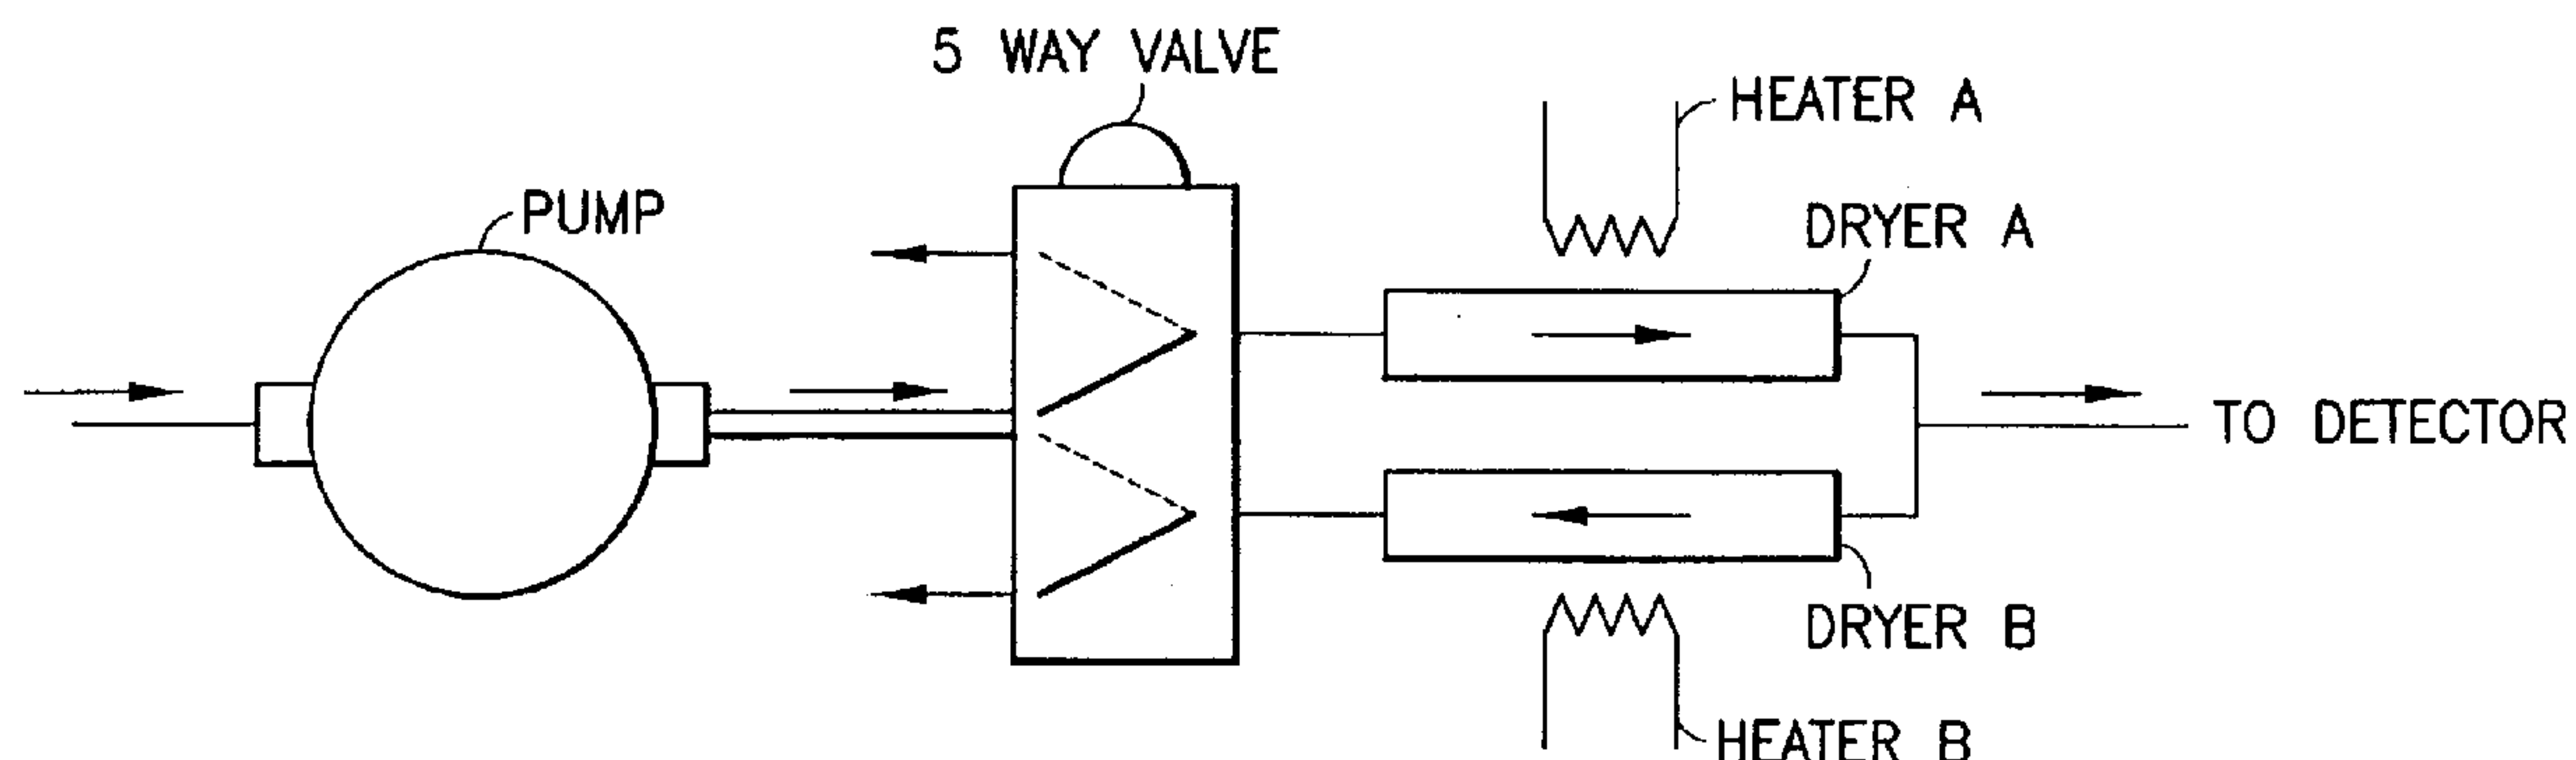 5 WAY VALVE
HEATER A
PUMP
DRYER A
TO DETECTOR
DRYER B
HEATER B